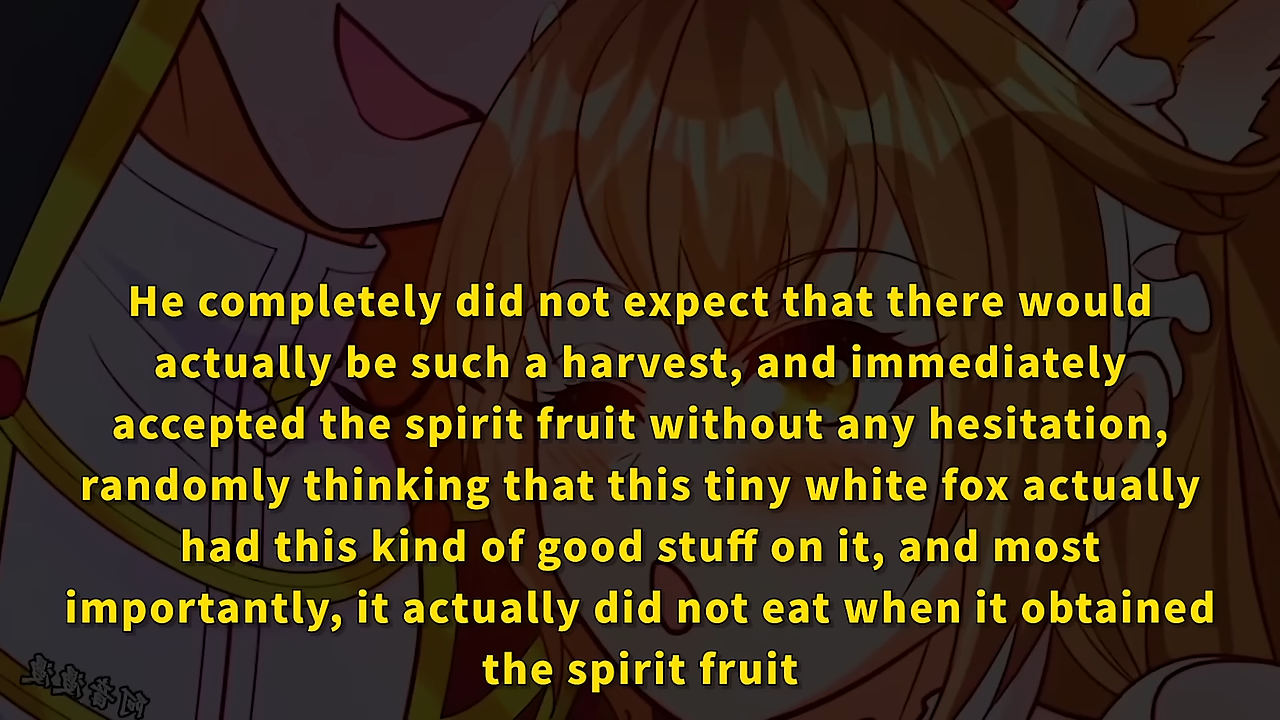 He completely did not expect that there would
actually be such a harvest, and immediately
accepted the spirit fruit without any hesitation,
randomly thinking that this tiny white fox actually
had this kind of good stuff on it, and most
importantly, it actually did not eat when it obtained
the spirit fruit